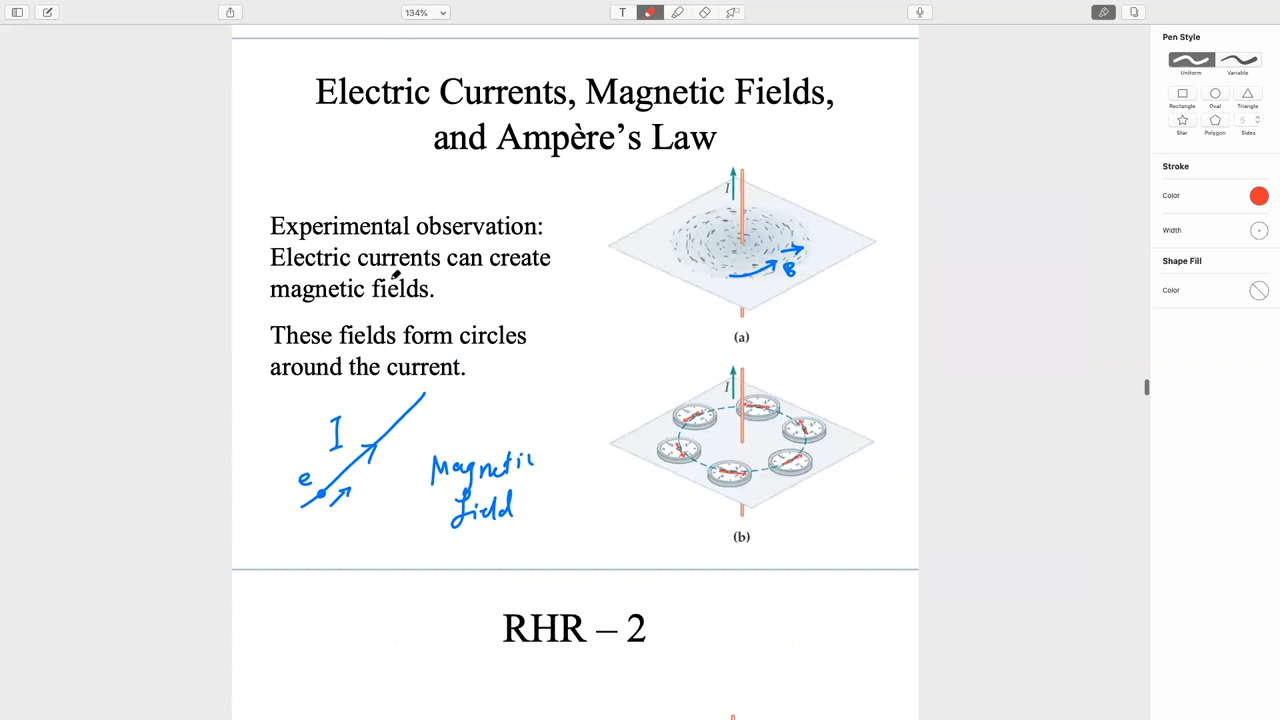 134%
T
Pen Style
Uniform
Variable
Rectangle
Oval
Triangle
Star
Polygon
5
Sides
Stroke
Color
Width
Shape Fill
Color
Electric Currents, Magnetic Fields,
and Ampère's Law
Experimental observation:
Electric currents can create
magnetic fields.
These fields form circles
around the current.
I
e
Magnetic
field
I
B
(a)
I
(b)
RHR – 2